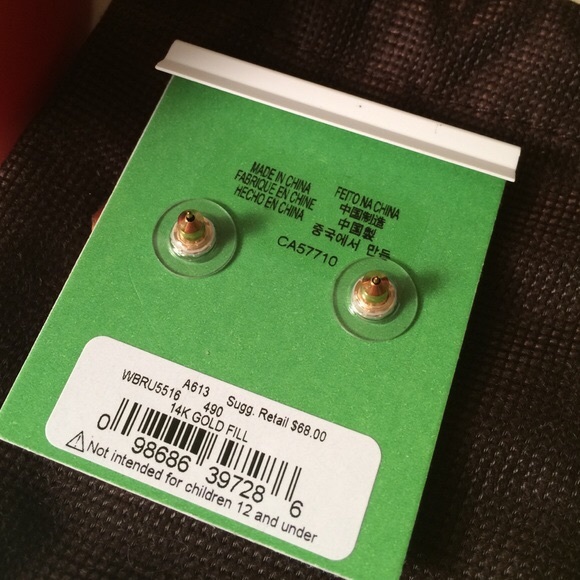 MADE IN CHINA
FABRIQUE EN CHINE
HECHO EN CHINA
FEITO NA CHINA
中国制造
中国製
중국에서 만든
CA57710
A613
WBRU5516
490
Sugg. Retail $68.00
14K GOLD FILL
0 98686 39728 6
⚠ Not intended for children 12 and under